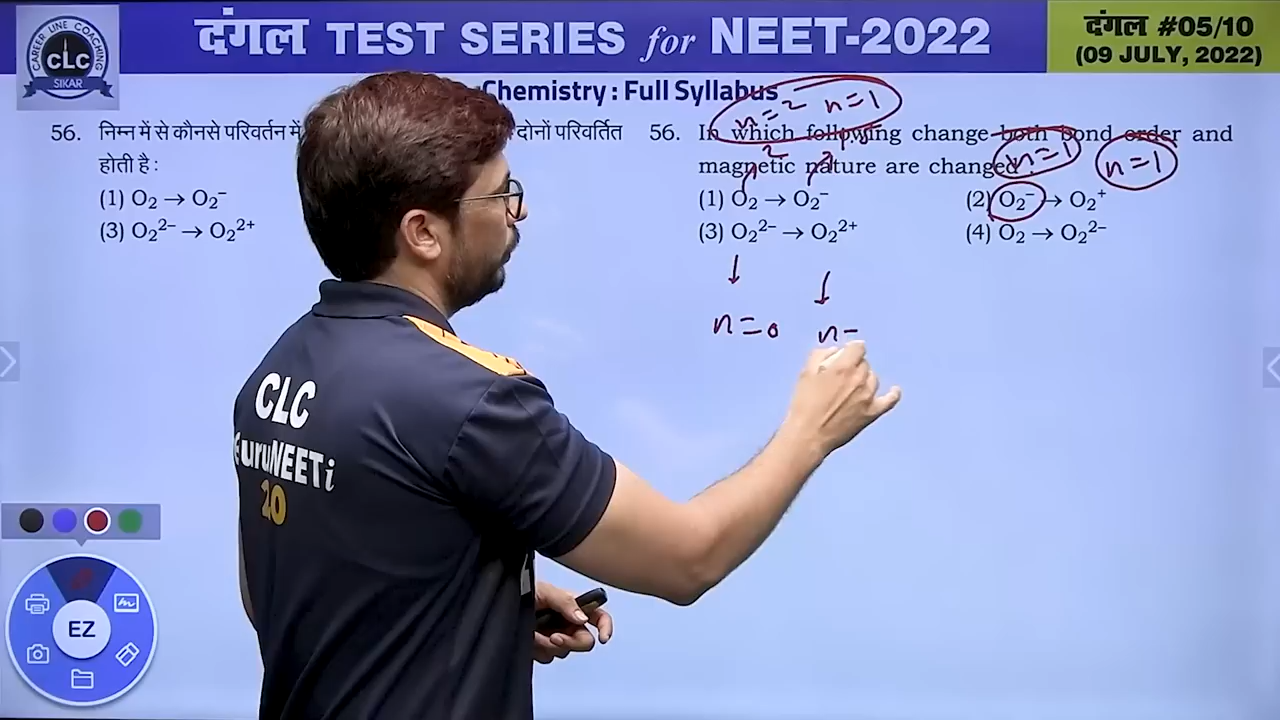 दंगल TEST SERIES for NEET-2022
दंगल #05/10
(09 JULY, 2022)
CAREER LINE COACHING
CLC
SIKAR
Chemistry : Full Syllabus
56. निम्न में से कौनसे परिवर्तन में
दोनों परिवर्तित
होती है :
(1) O₂ → O₂⁻
(3) O₂²⁻ → O₂²⁺
n=2 n=1
56. In which following change both bond order and
magnetic nature are changed
n=1
n=1
2
(1) O₂ → O₂⁻
(2) O₂⁻ → O₂⁺
(3) O₂²⁻ → O₂²⁺
(4) O₂ → O₂²⁻
n=0
n=
CLC
GuruNEETi
20
EZ